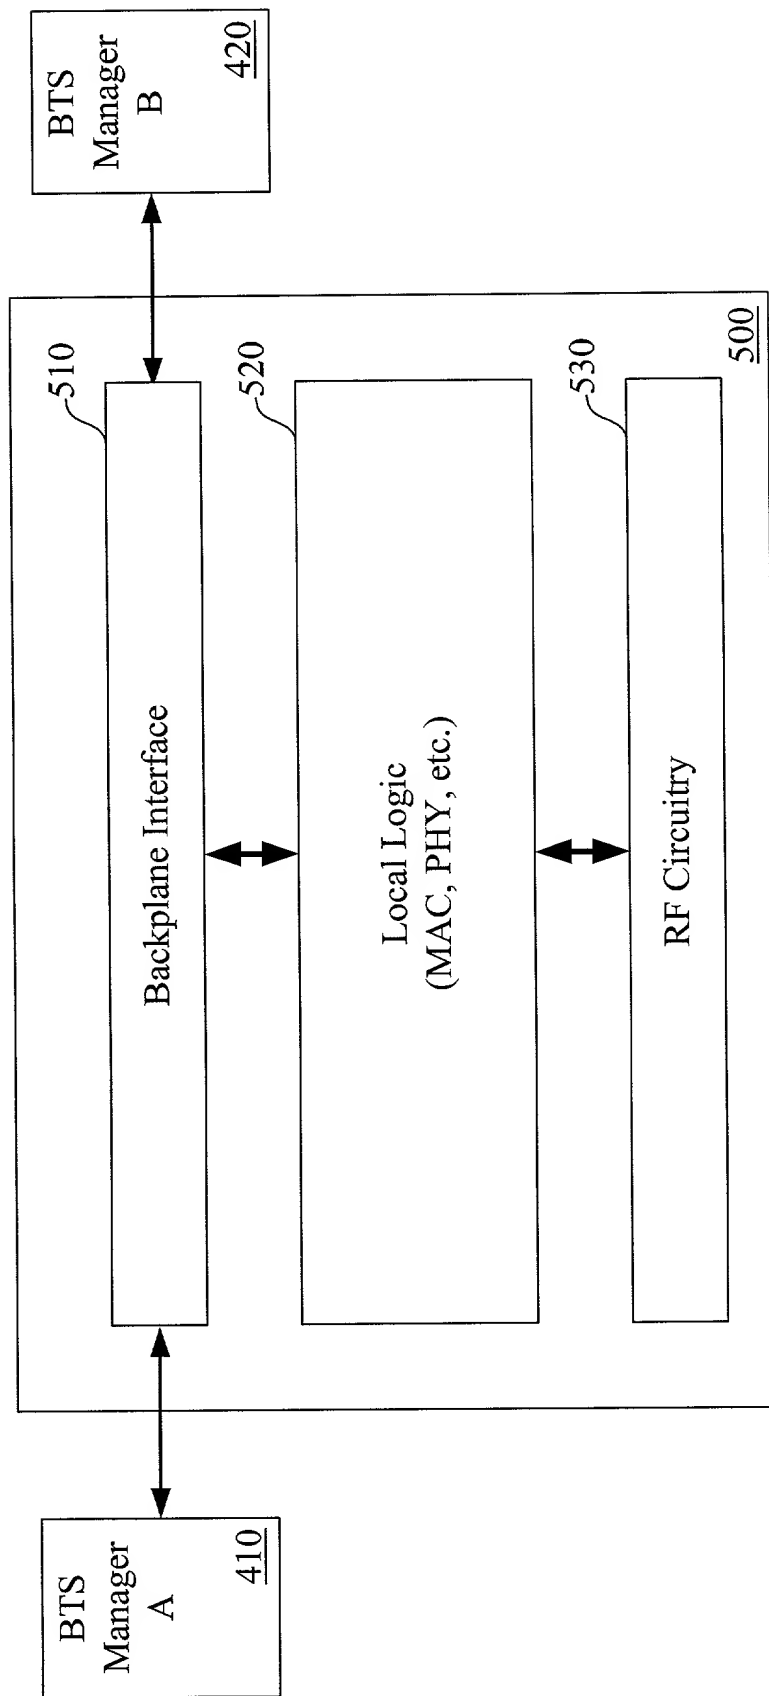 BTS
Manager
A
410
BTS
Manager
B
420
510
Backplane Interface
520
Local Logic
(MAC, PHY, etc.)
530
RF Circuitry
500